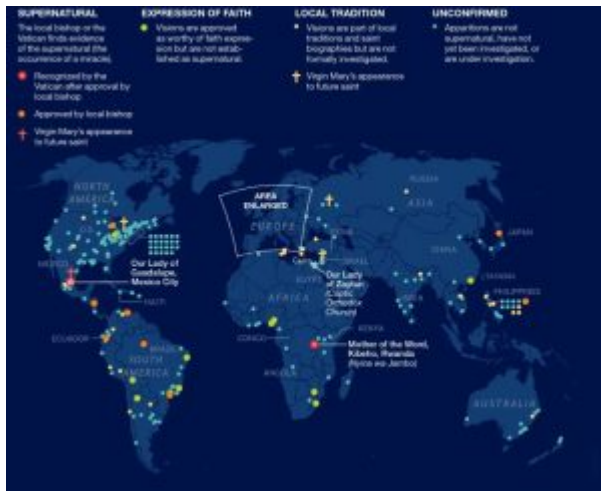 SUPERNATURAL
The local bishop or the
Vatican finds evidence
of the supernatural (the
occurrence of a miracle).
Recognized by the
Vatican after approval by
local bishop
Approved by local bishop
Virgin Mary's appearance
to future saint
EXPRESSION OF FAITH
Visions are approved
as worthy of faith expres-
sion but are not estab-
lished as supernatural.
LOCAL TRADITION
Visions are part of local
traditions and saint
biographies but are not
formally investigated.
Virgin Mary's appearance
to future saint
UNCONFIRMED
Apparitions are not
supernatural, have not
yet been investigated, or
are under investigation.
NORTH
AMERICA
U.S.
MEXICO
Our Lady of
Guadalupe,
Mexico City
HAITI
ECUADOR
BRAZIL
SOUTH
AMERICA
AREA
ENLARGED
EUROPE
RUSSIA
ASIA
CHINA
JAPAN
PHILIPPINES
INDIA
ISRAEL
EGYPT
Cairo
Our Lady
of Zeitun
(Coptic
Orthodox
Church)
AFRICA
CONGO
KENYA
Mother of the Word,
Kibeho, Rwanda
(Nyina wa Jambo)
ANGOLA
AUSTRALIA